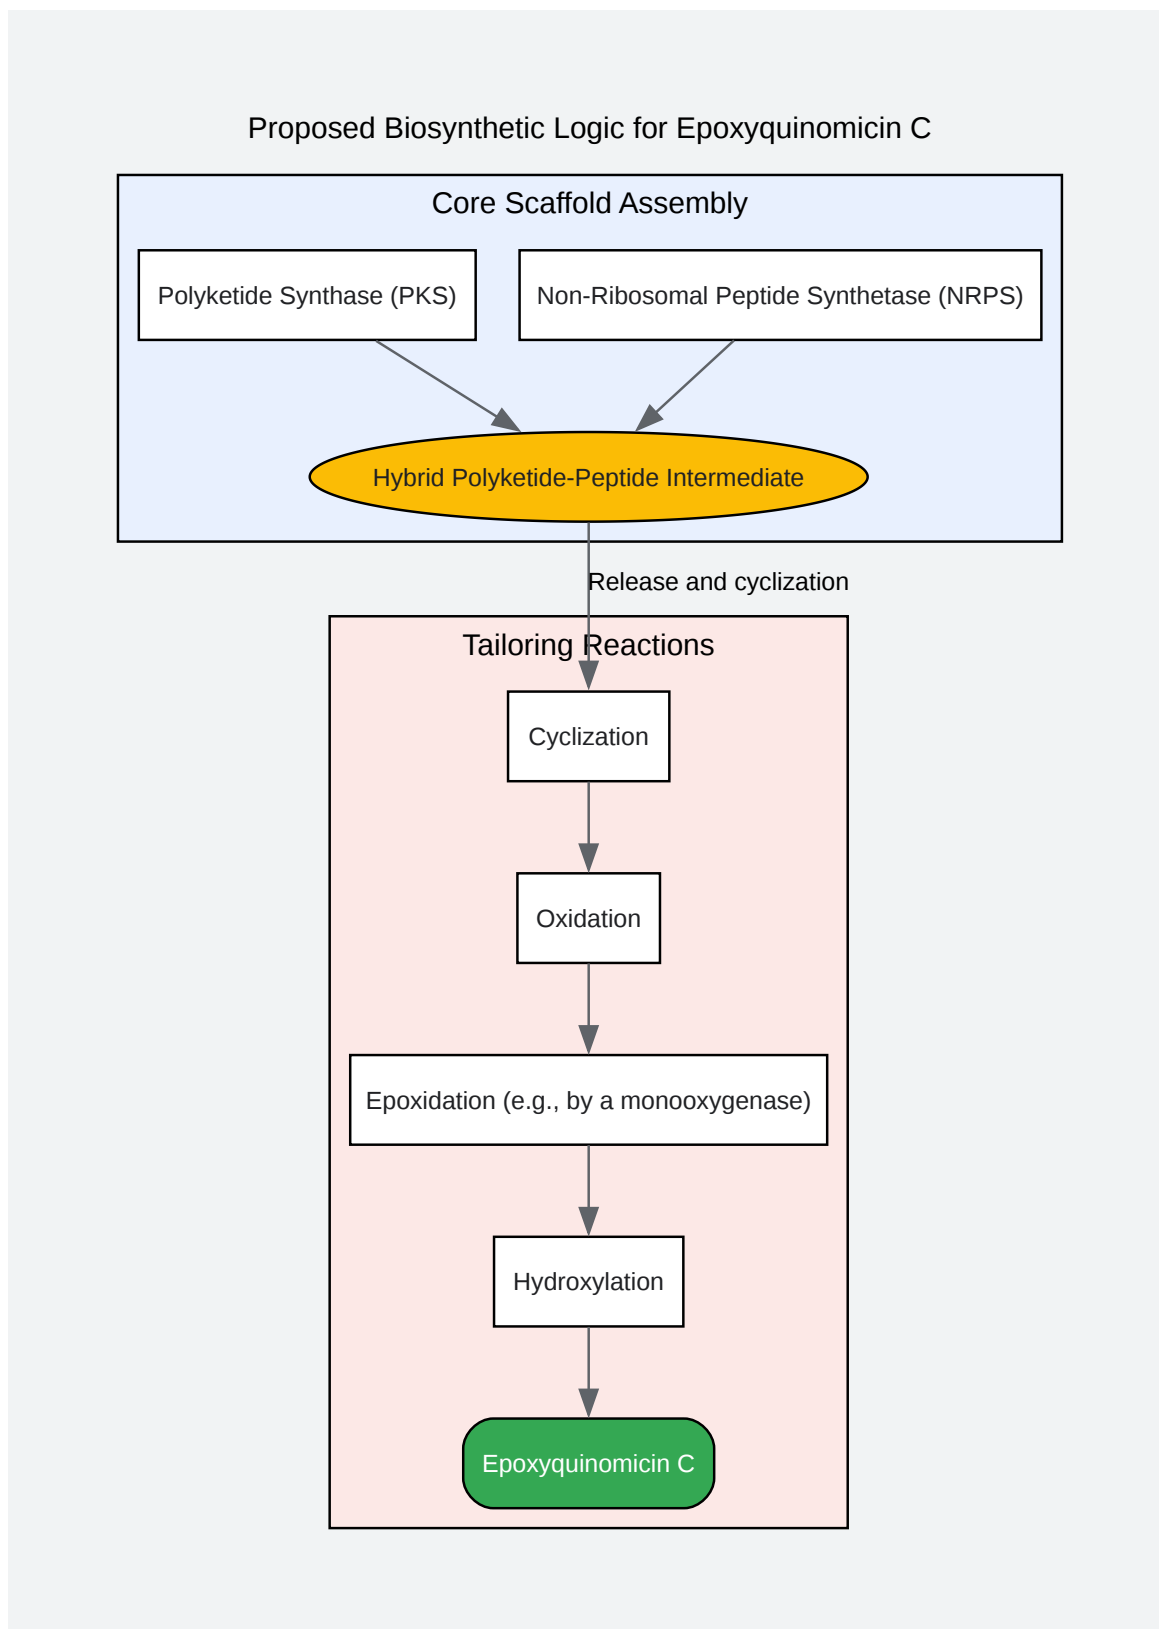 Proposed Biosynthetic Logic for Epoxyquinomicin C
Core Scaffold Assembly
Polyketide Synthase (PKS)
Non-Ribosomal Peptide Synthetase (NRPS)
Hybrid Polyketide-Peptide Intermediate
Release and cyclization
Tailoring Reactions
Cyclization
Oxidation
Epoxidation (e.g., by a monooxygenase)
Hydroxylation
Epoxyquinomicin C